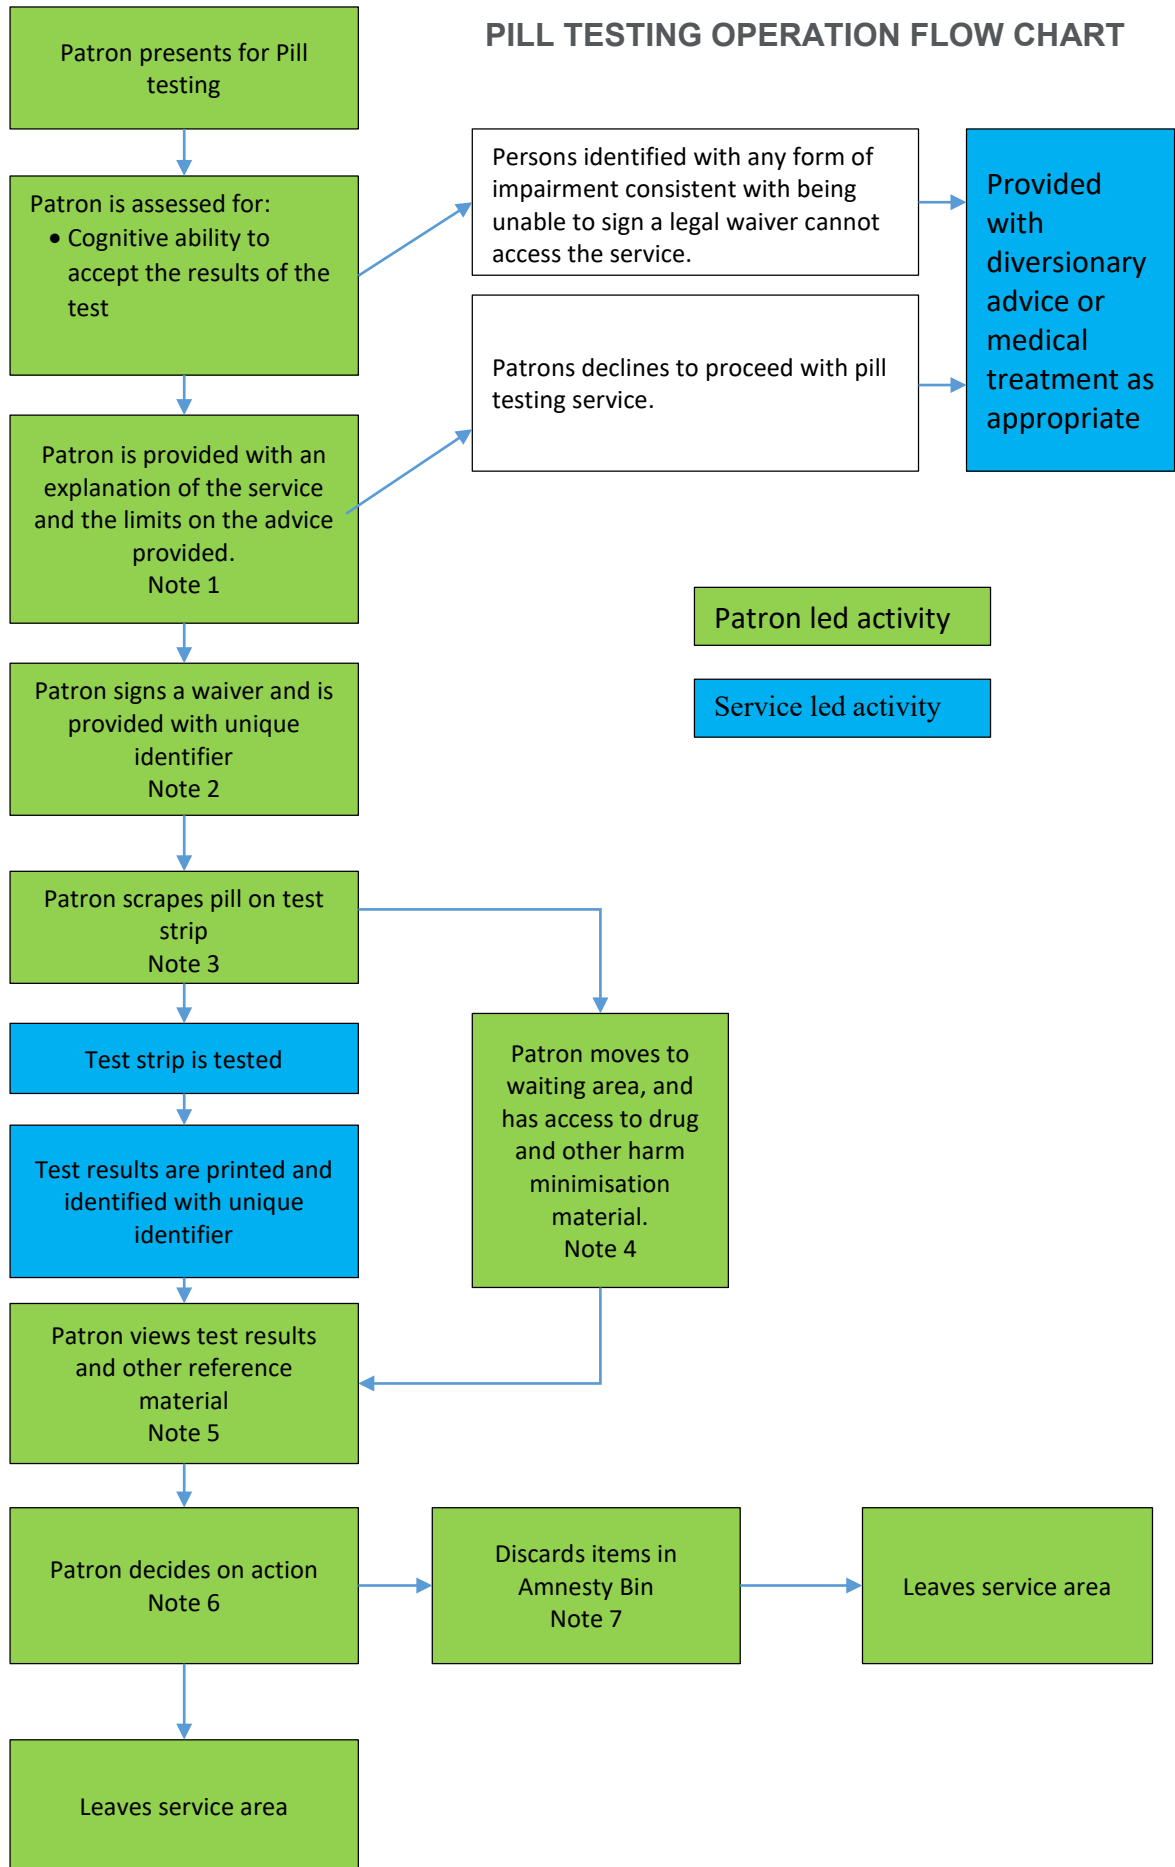 PILL TESTING OPERATION FLOW CHART
Patron presents for Pill
testing
Patron is assessed for:
• Cognitive ability to
accept the results of the
test
Persons identified with any form of
impairment consistent with being
unable to sign a legal waiver cannot
access the service.
Provided
with
diversionary
advice or
medical
treatment as
appropriate
Patrons declines to proceed with pill
testing service.
Patron is provided with an
explanation of the service
and the limits on the advice
provided.
Note 1
Patron led activity
Service led activity
Patron signs a waiver and is
provided with unique
identifier
Note 2
Patron scrapes pill on test
strip
Note 3
Test strip is tested
Patron moves to
waiting area, and
has access to drug
and other harm
minimisation
material.
Note 4
Test results are printed and
identified with unique
identifier
Patron views test results
and other reference
material
Note 5
Patron decides on action
Note 6
Discards items in
Amnesty Bin
Note 7
Leaves service area
Leaves service area